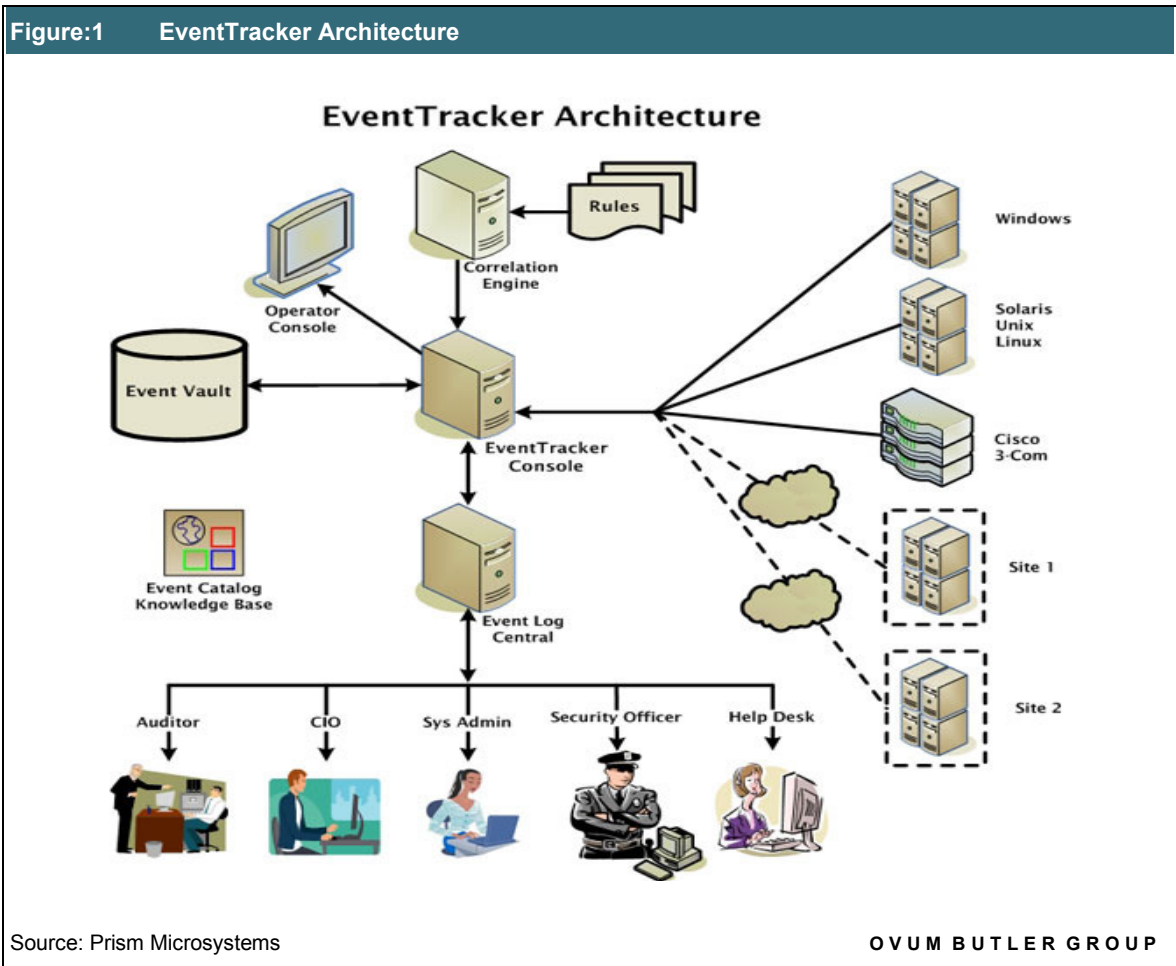 Figure:1 EventTracker Architecture
EventTracker Architecture
Rules
Correlation
Engine
Operator
Console
Event Vault
EventTracker
Console
Event Catalog
Knowledge Base
Event Log
Central
Windows
Solaris
Unix
Linux
Cisco
3-Com
Site 1
Site 2
Auditor
CIO
Sys Admin
Security Officer
Help Desk
Source: Prism Microsystems
OVUM BUTLER GROUP